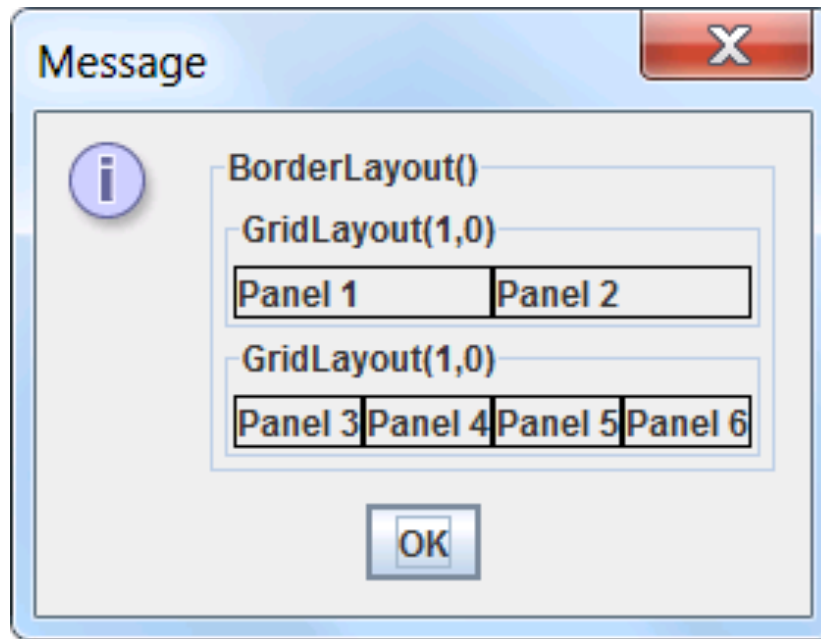 Message
BorderLayout()
GridLayout(1,0)
Panel 1 Panel 2
GridLayout(1,0)
Panel 3 Panel 4 Panel 5 Panel 6
OK